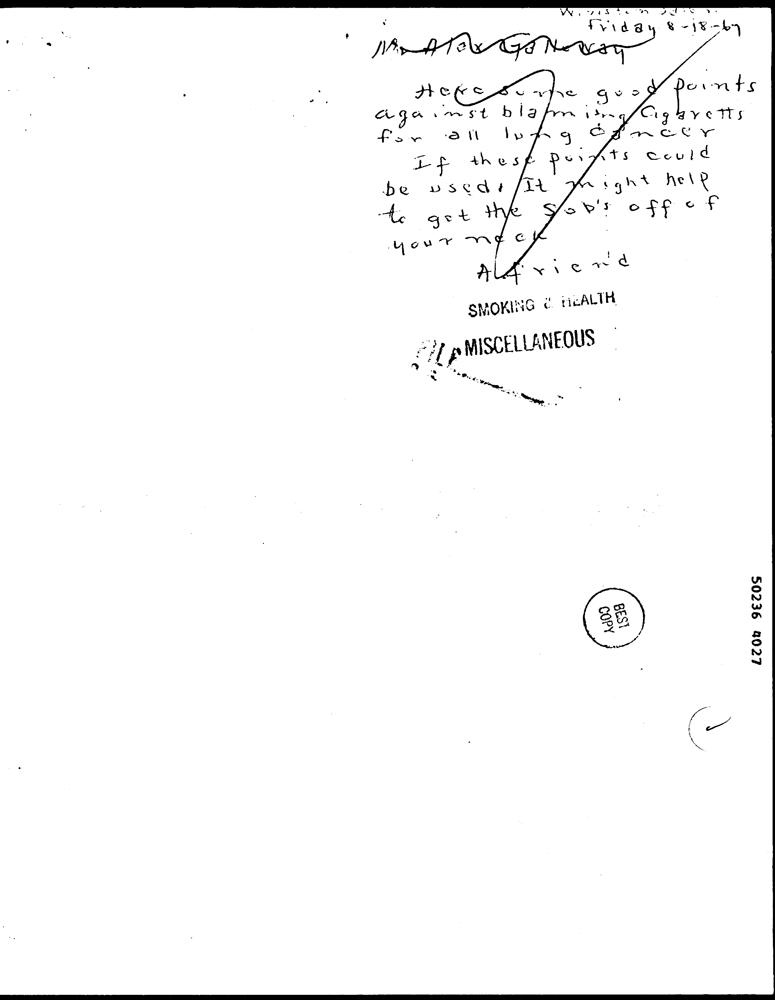 Friday 8-18-67
Mr. Alex Galloway
Here some good points
against blaming Cigaretts
for all lung cancer
If these points could
be used, It might help
to get the Sob's off of
your neck
A friend
SMOKING & HEALTH
FILE MISCELLANEOUS
BEST
COPY
50236 4027